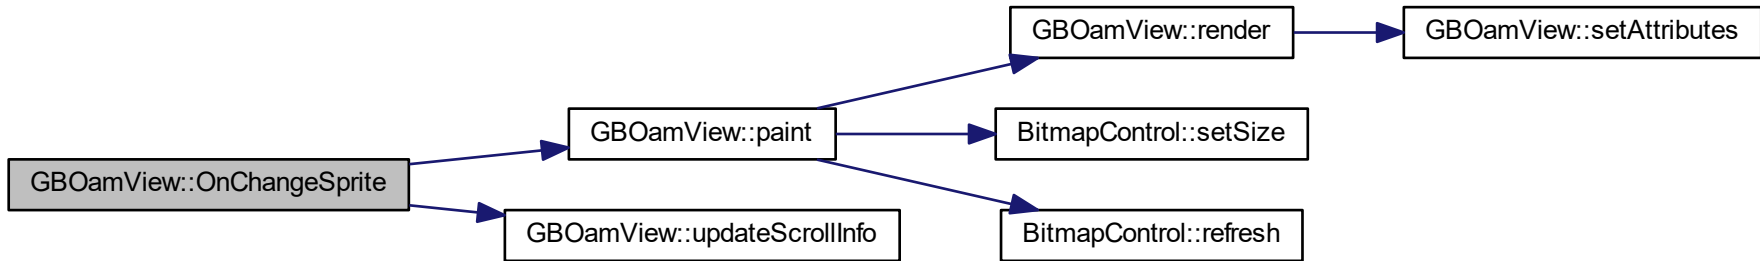 GBOamView::render
GBOamView::setAttributes
GBOamView::paint
BitmapControl::setSize
GBOamView::OnChangeSprite
GBOamView::updateScrollInfo
BitmapControl::refresh